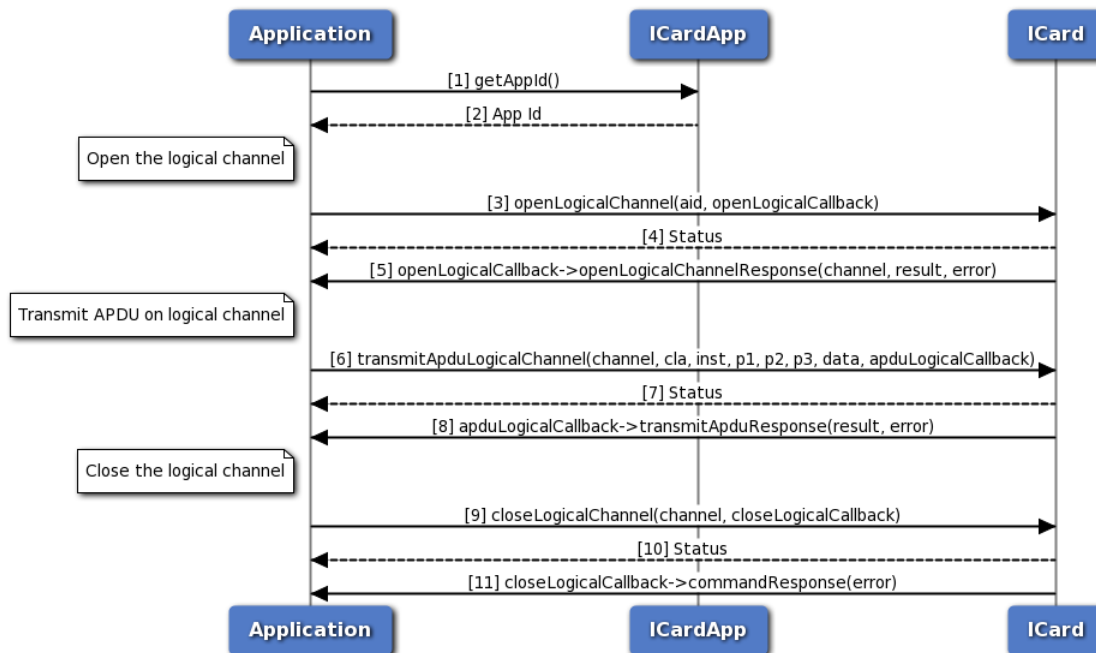 Application ICardApp ICard
[1] getAppId()
[2] App Id
Open the logical channel
[3] openLogicalChannel(aid, openLogicalCallback)
[4] Status
[5] openLogicalCallback->openLogicalChannelResponse(channel, result, error)
Transmit APDU on logical channel
[6] transmitApduLogicalChannel(channel, cla, inst, p1, p2, p3, data, apduLogicalCallback)
[7] Status
[8] apduLogicalCallback->transmitApduResponse(result, error)
Close the logical channel
[9] closeLogicalChannel(channel, closeLogicalCallback)
[10] Status
[11] closeLogicalCallback->commandResponse(error)
Application ICardApp ICard